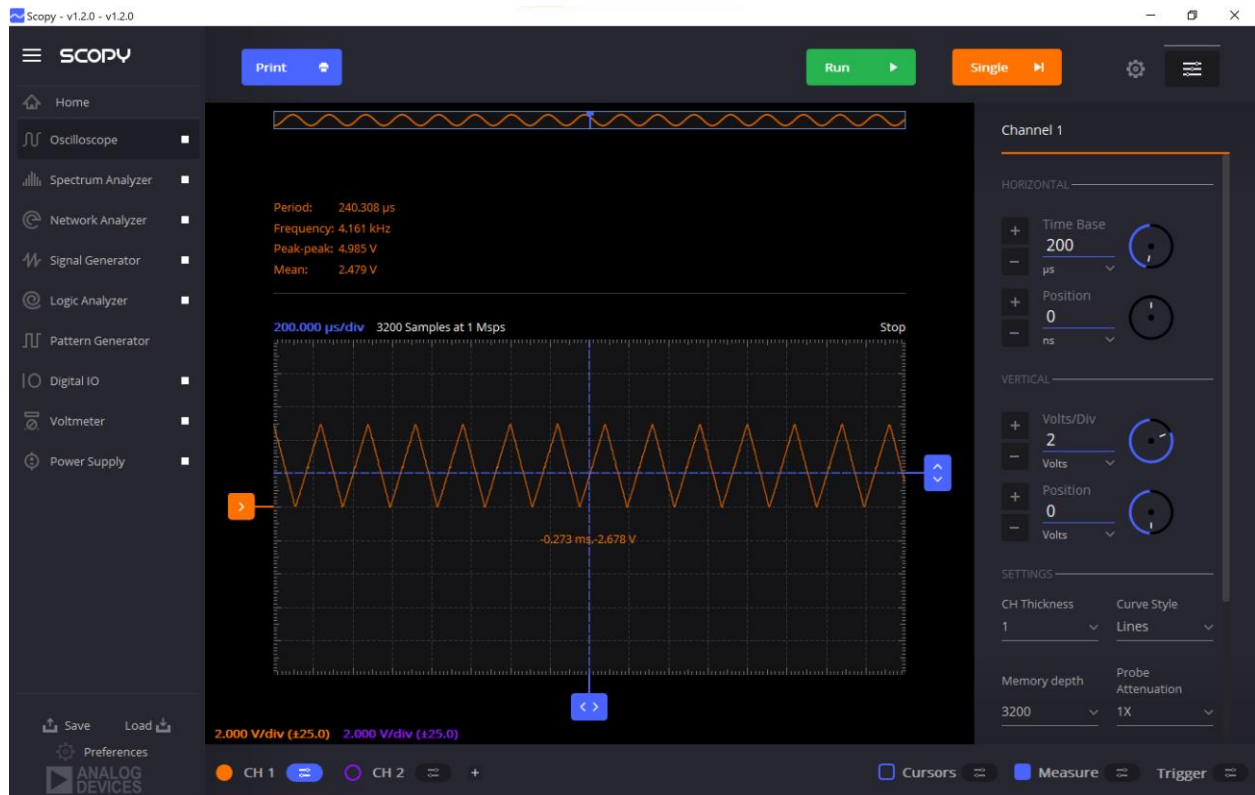 Scopy - v1.2.0 - v1.2.0
SCOPY
Print
Run
Single
Home
Oscilloscope
Spectrum Analyzer
Network Analyzer
Signal Generator
Logic Analyzer
Pattern Generator
Digital IO
Voltmeter
Power Supply
Save Load
Preferences
ANALOG
DEVICES
Period: 240.308 µs
Frequency: 4.161 kHz
Peak-peak: 4.985 V
Mean: 2.479 V
200.000 µs/div 3200 Samples at 1 Msps Stop
-0.273 ms,-2.678 V
2.000 V/div (±25.0) 2.000 V/div (±25.0)
CH 1 CH 2 +
Cursors Measure Trigger
Channel 1
HORIZONTAL
Time Base
200
µs
Position
0
ns
VERTICAL
Volts/Div
2
Volts
Position
0
Volts
SETTINGS
CH Thickness Curve Style
1 Lines
Memory depth Probe
Attenuation
3200 1X